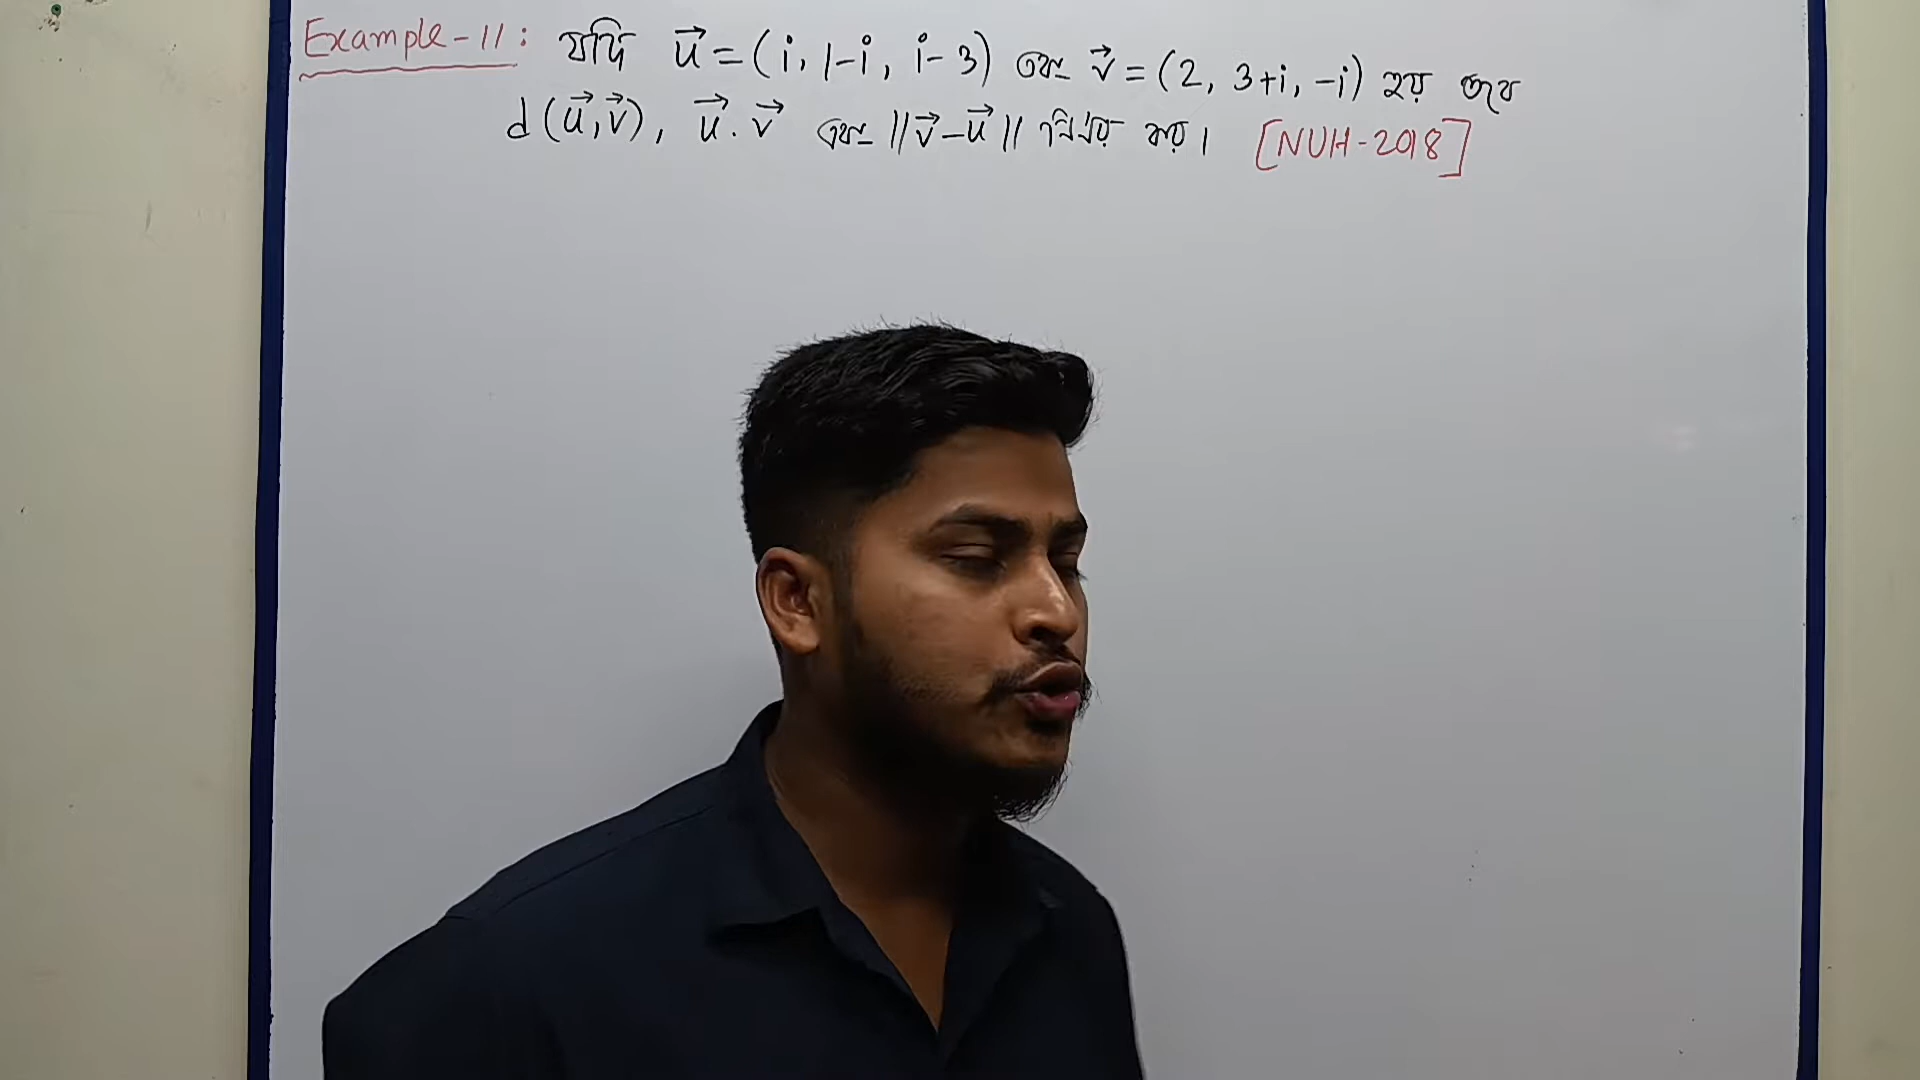 Example-11: যদি u⃗ = (i, 1-i, i-3) এবং v⃗ = (2, 3+i, -i) হয় তবে
d(u⃗, v⃗), u⃗ . v⃗ এবং ||v⃗ - u⃗|| নির্ণয় কর। [NUH-2018]